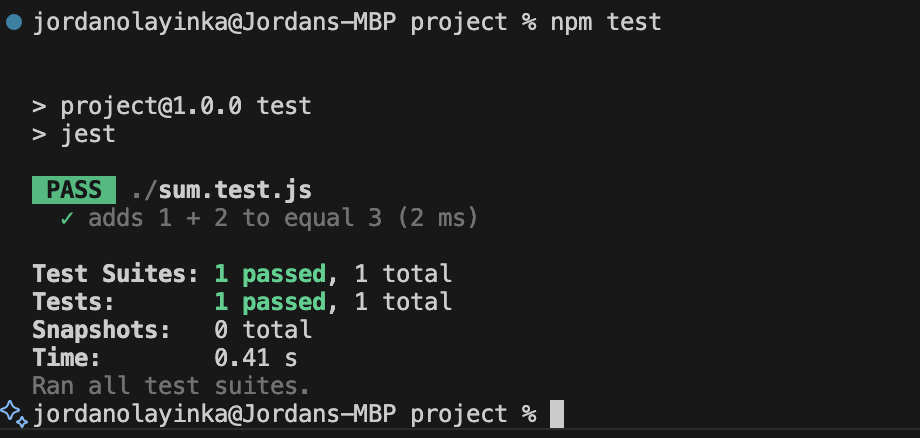 jordanolayinka@Jordans-MBP project % npm test
> project@1.0.0 test
> jest
PASS ./sum.test.js
✓ adds 1 + 2 to equal 3 (2 ms)
Test Suites: 1 passed, 1 total
Tests: 1 passed, 1 total
Snapshots: 0 total
Time: 0.41 s
Ran all test suites.
jordanolayinka@Jordans-MBP project %